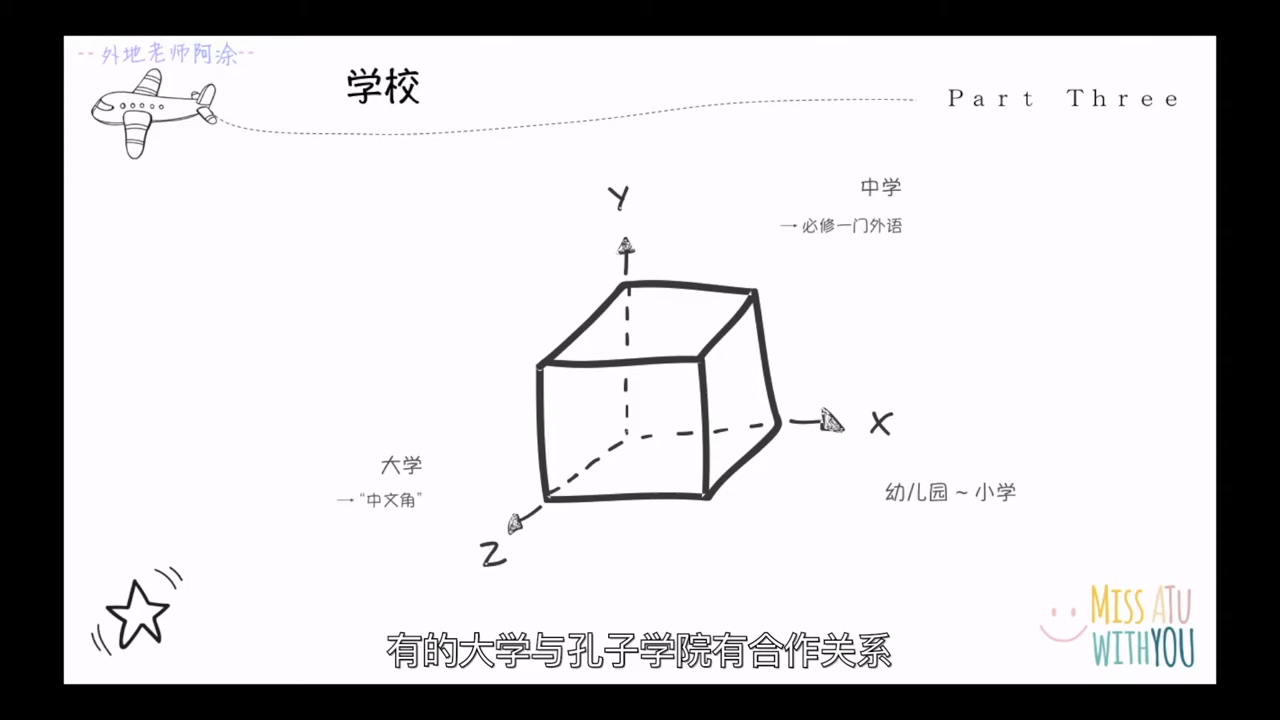 --外地老师阿涂--
学校
Part Three
Y
中学
→必修一门外语
X
大学
→“中文角”
幼儿园～小学
Z
MISS ATU
WITHYOU
有的大学与孔子学院有合作关系